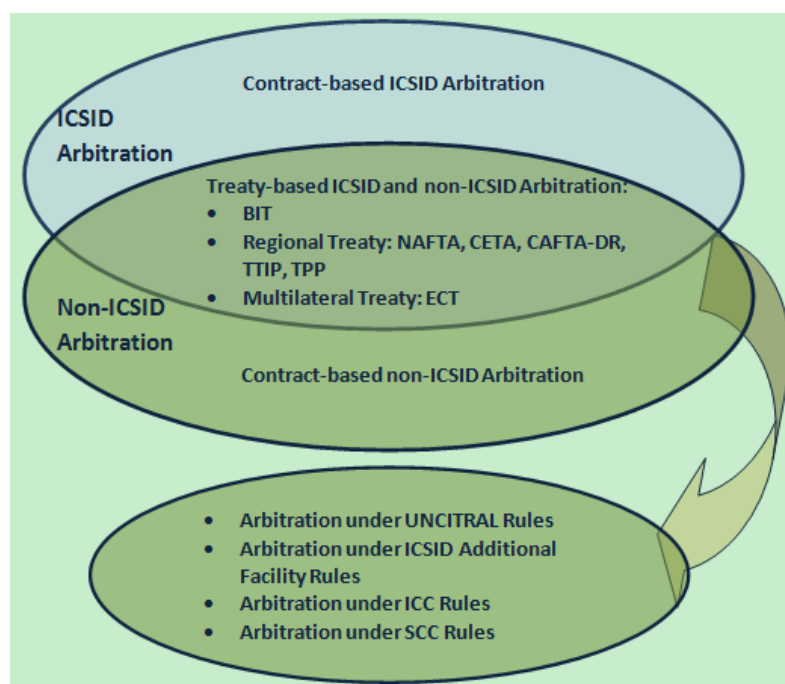 Contract-based ICSID Arbitration
ICSID
Arbitration
Treaty-based ICSID and non-ICSID Arbitration:
• BIT
• Regional Treaty: NAFTA, CETA, CAFTA-DR,
TTIP, TPP
• Multilateral Treaty: ECT
Non-ICSID
Arbitration
Contract-based non-ICSID Arbitration
• Arbitration under UNCITRAL Rules
• Arbitration under ICSID Additional
Facility Rules
• Arbitration under ICC Rules
• Arbitration under SCC Rules